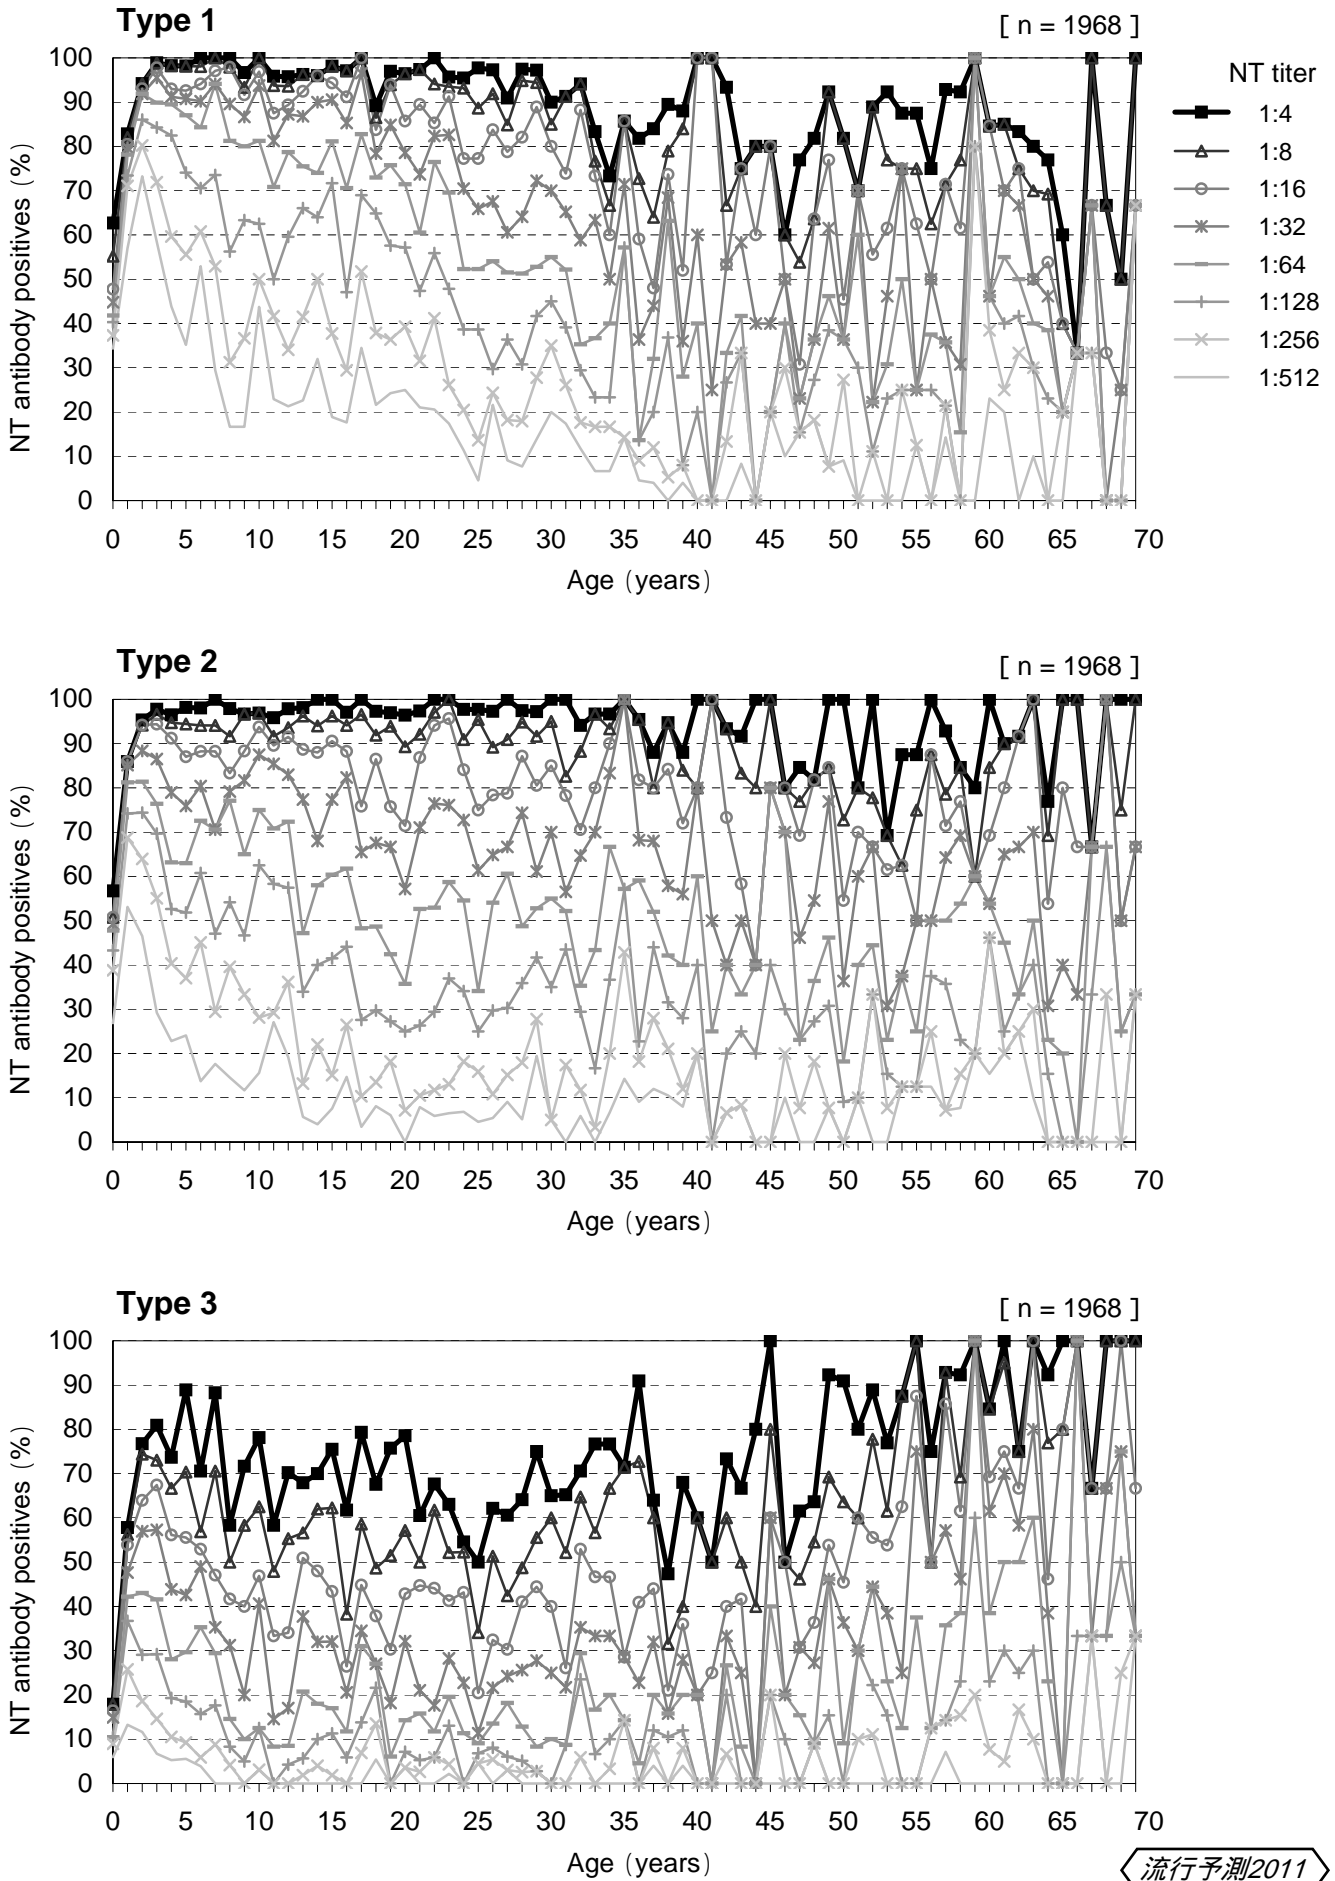 Type 1 [ n = 1968 ]
NT antibody positives (%)
100
90
80
70
60
50
40
30
20
10
0
0 5 10 15 20 25 30 35 40 45 50 55 60 65 70
Age (years)
NT titer
1:4
1:8
1:16
1:32
1:64
1:128
1:256
1:512
Type 2 [ n = 1968 ]
NT antibody positives (%)
100
90
80
70
60
50
40
30
20
10
0
0 5 10 15 20 25 30 35 40 45 50 55 60 65 70
Age (years)
Type 3 [ n = 1968 ]
NT antibody positives (%)
100
90
80
70
60
50
40
30
20
10
0
0 5 10 15 20 25 30 35 40 45 50 55 60 65 70
Age (years)
流行予測2011